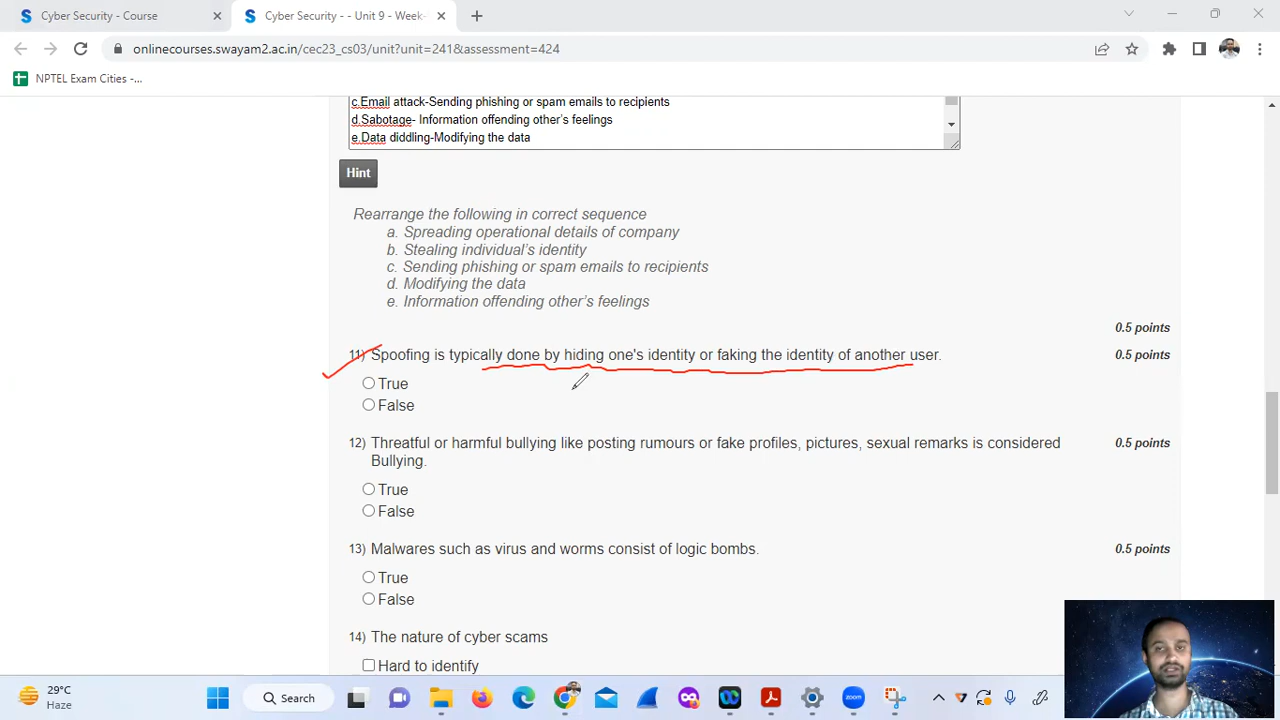 Cyber Security - Course
Cyber Security - - Unit 9 - Week-
onlinecourses.swayam2.ac.in/cec23_cs03/unit?unit=241&assessment=424
NPTEL Exam Cities -...
c.Email attack-Sending phishing or spam emails to recipients
d.Sabotage- Information offending other's feelings
e.Data diddling-Modifying the data
Hint
Rearrange the following in correct sequence
a. Spreading operational details of company
b. Stealing individual's identity
c. Sending phishing or spam emails to recipients
d. Modifying the data
e. Information offending other's feelings
0.5 points
11) Spoofing is typically done by hiding one's identity or faking the identity of another user. 0.5 points
True
False
12) Threatful or harmful bullying like posting rumours or fake profiles, pictures, sexual remarks is considered 0.5 points
Bullying.
True
False
13) Malwares such as virus and worms consist of logic bombs. 0.5 points
True
False
14) The nature of cyber scams
Hard to identify
29°C
Haze
Search